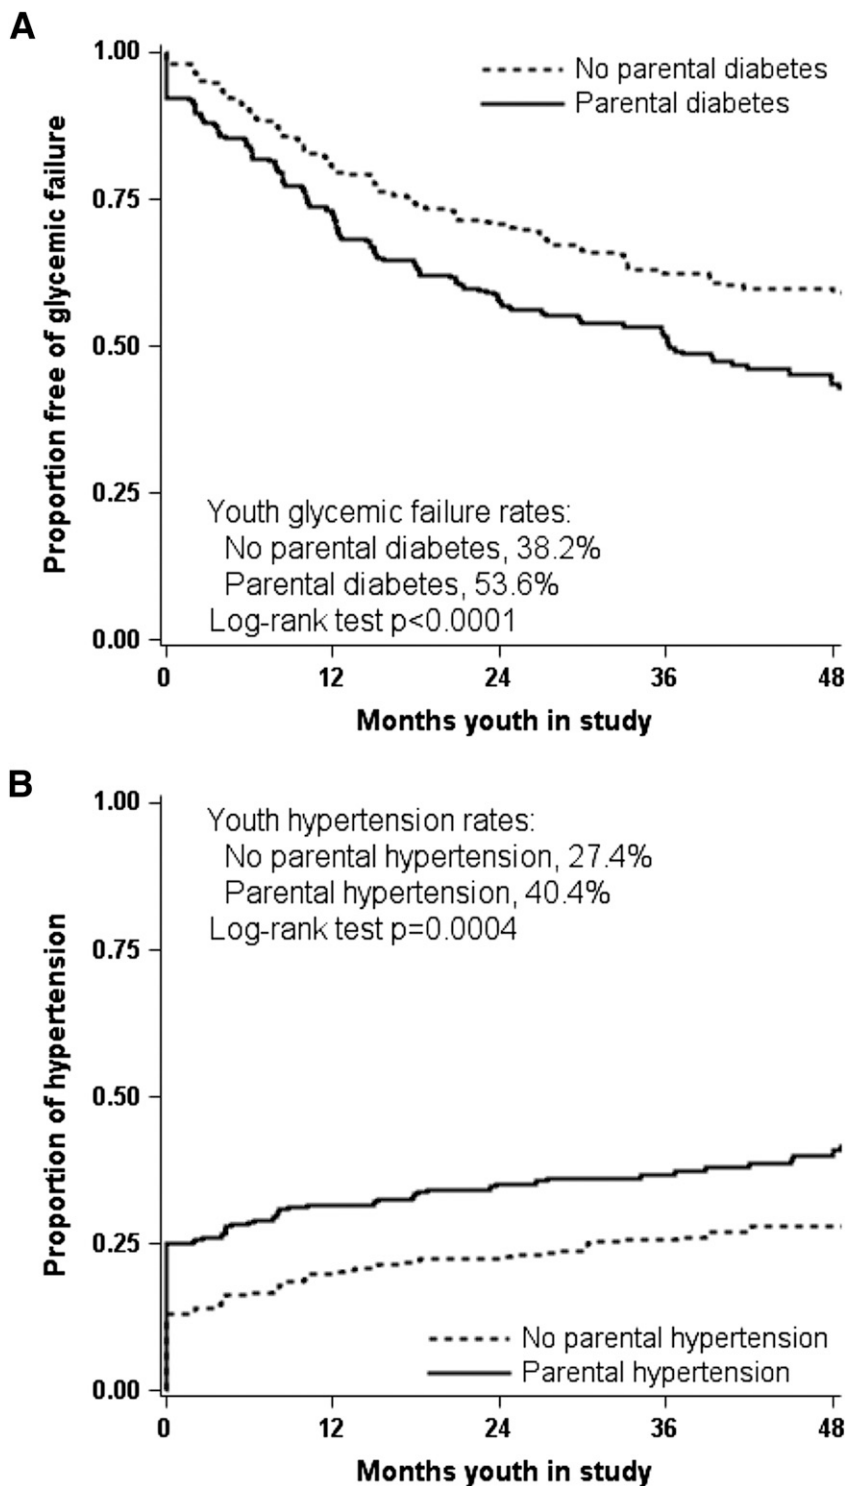 A
1.00
No parental diabetes
Parental diabetes
0.75
0.50
0.25
0.00
Proportion free of glycemic failure
Youth glycemic failure rates:
No parental diabetes, 38.2%
Parental diabetes, 53.6%
Log-rank test p<0.0001
0 12 24 36 48
Months youth in study
B
1.00
Youth hypertension rates:
No parental hypertension, 27.4%
Parental hypertension, 40.4%
Log-rank test p=0.0004
0.75
0.50
0.25
0.00
Proportion of hypertension
No parental hypertension
Parental hypertension
0 12 24 36 48
Months youth in study